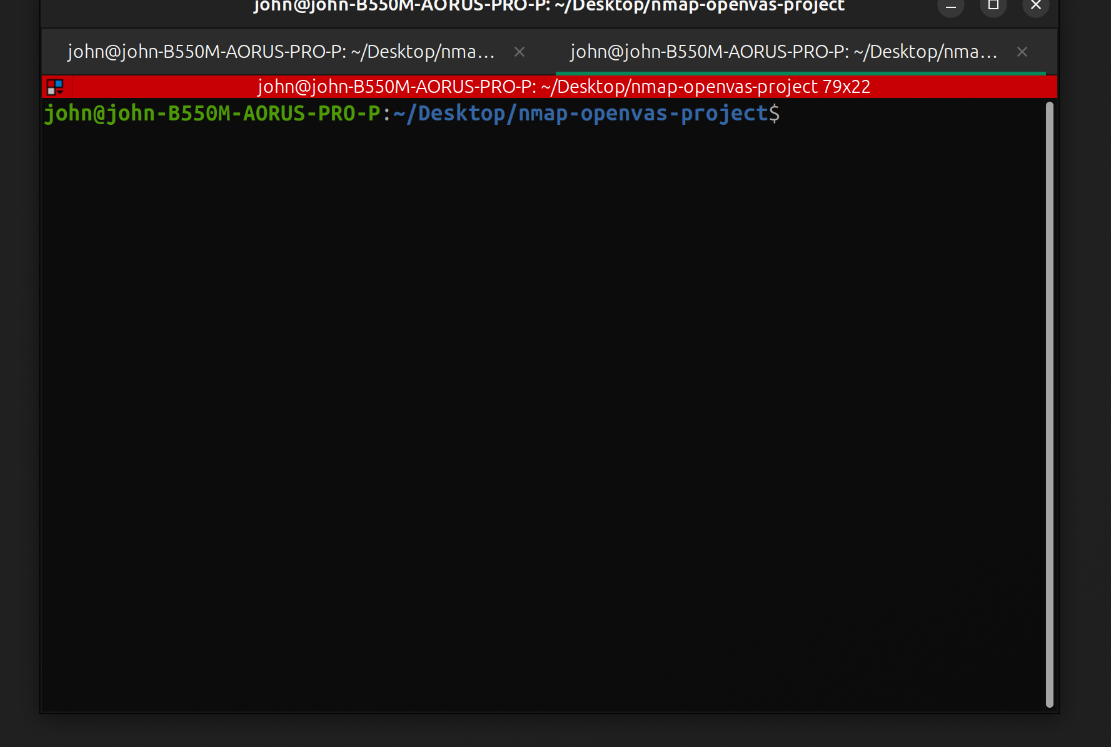 john@john-B550M-AORUS-PRO-P: ~/Desktop/nmap-openvas-project
john@john-B550M-AORUS-PRO-P: ~/Desktop/nma...
john@john-B550M-AORUS-PRO-P: ~/Desktop/nma...
john@john-B550M-AORUS-PRO-P: ~/Desktop/nmap-openvas-project 79x22
john@john-B550M-AORUS-PRO-P:~/Desktop/nmap-openvas-project$